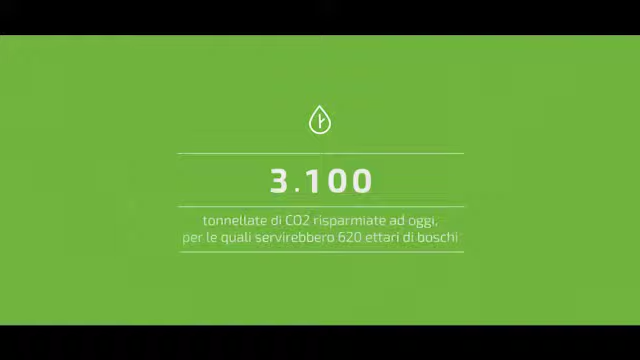 3.100
tonnellate di CO2 risparmiate ad oggi,
per le quali servirebbero 620 ettari di boschi